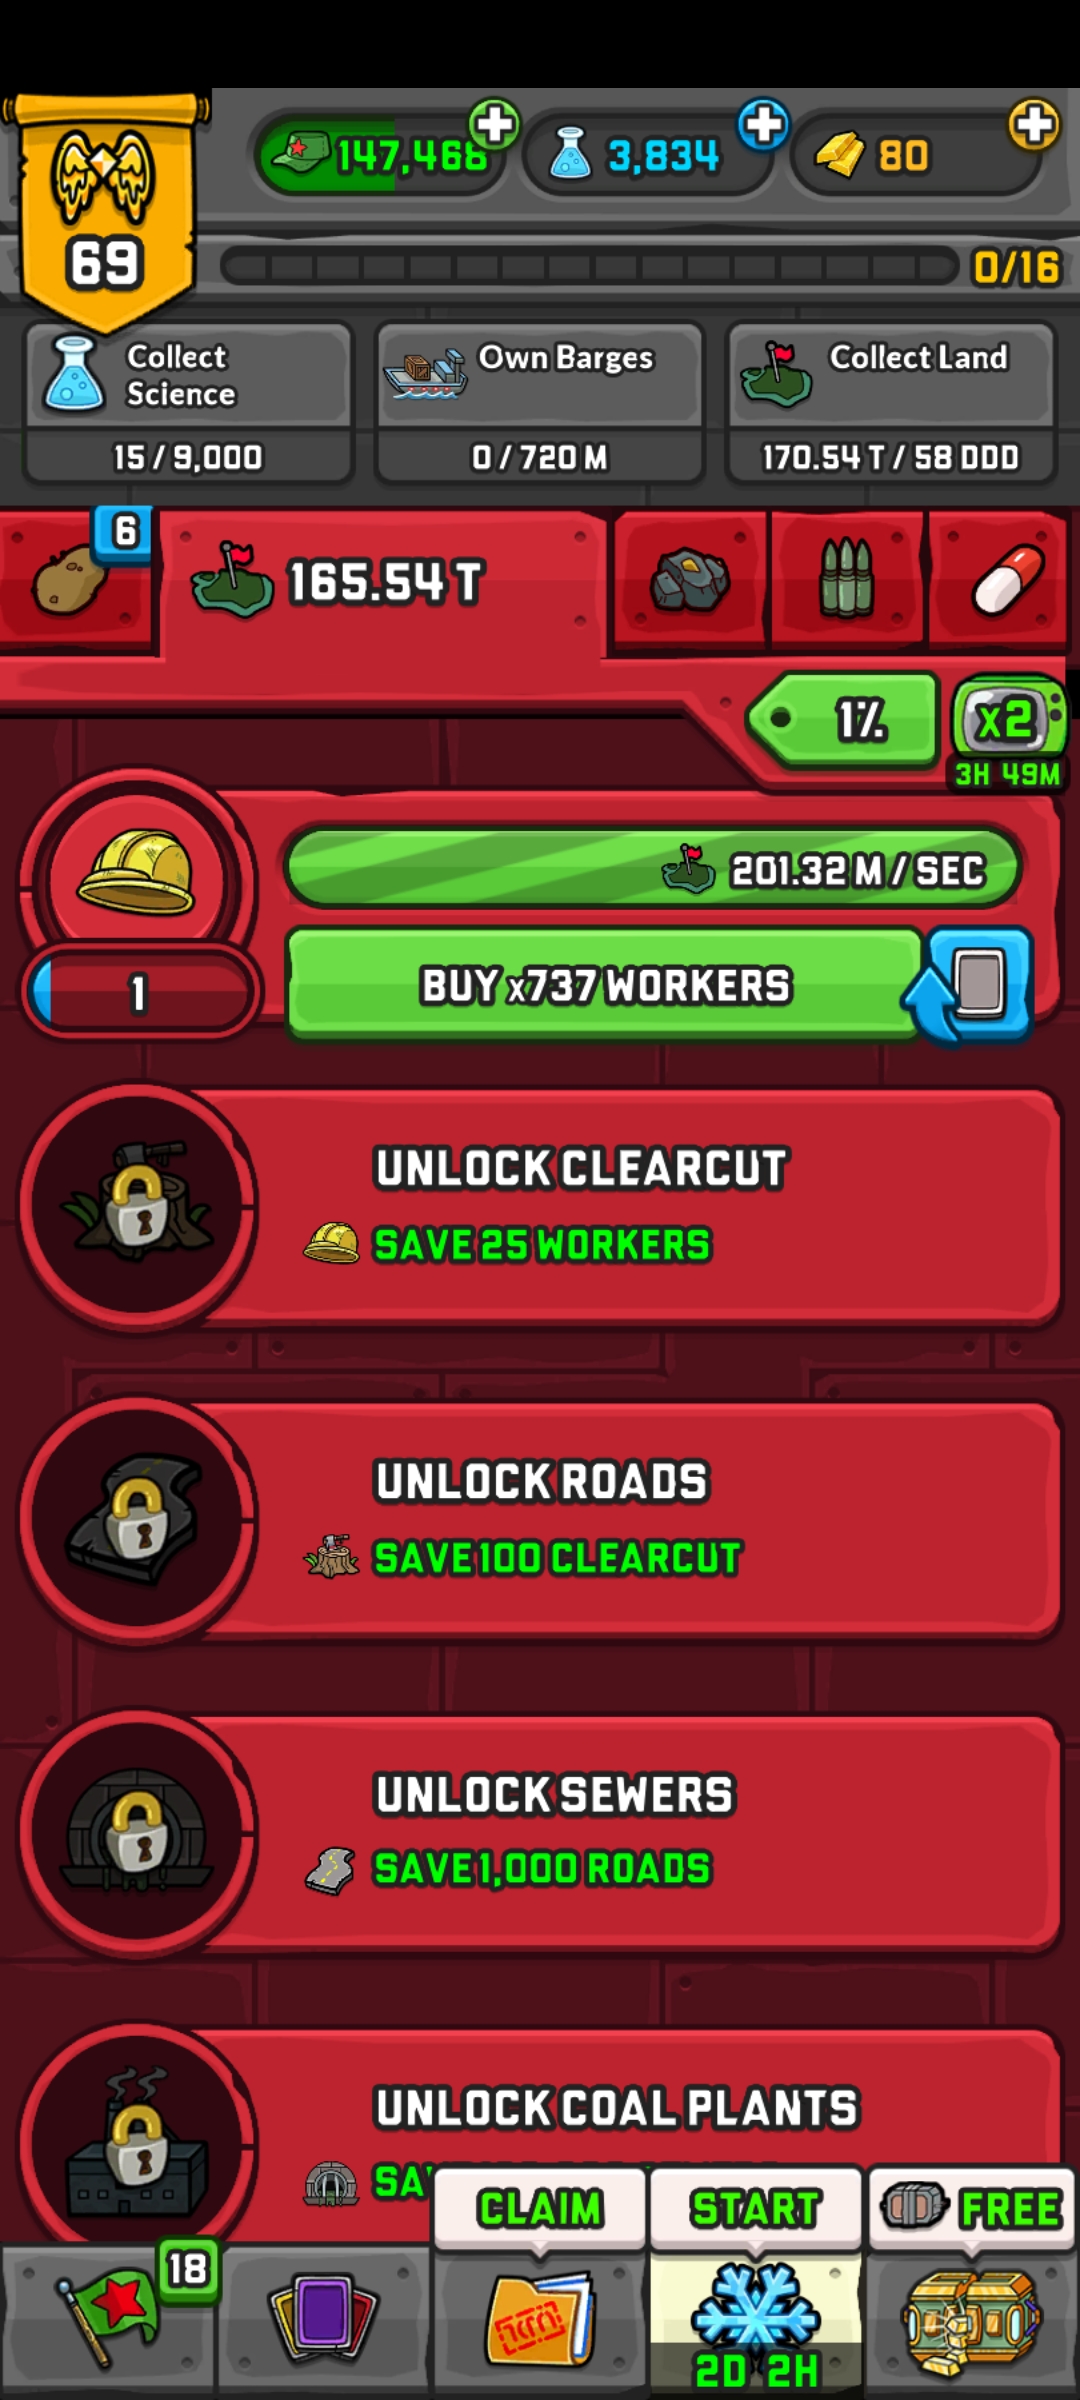 147,468
3,834
80
69
0/16
Collect
Science
15 / 9,000
Own Barges
0 / 720 M
Collect Land
170.54 T / 58 DDD
6
165.54 T
1%
x2
3H 49M
201.32 M / SEC
1
BUY x737 WORKERS
UNLOCK CLEARCUT
SAVE 25 WORKERS
UNLOCK ROADS
SAVE 100 CLEARCUT
UNLOCK SEWERS
SAVE 1,000 ROADS
UNLOCK COAL PLANTS
CLAIM
START
FREE
18
2D 2H